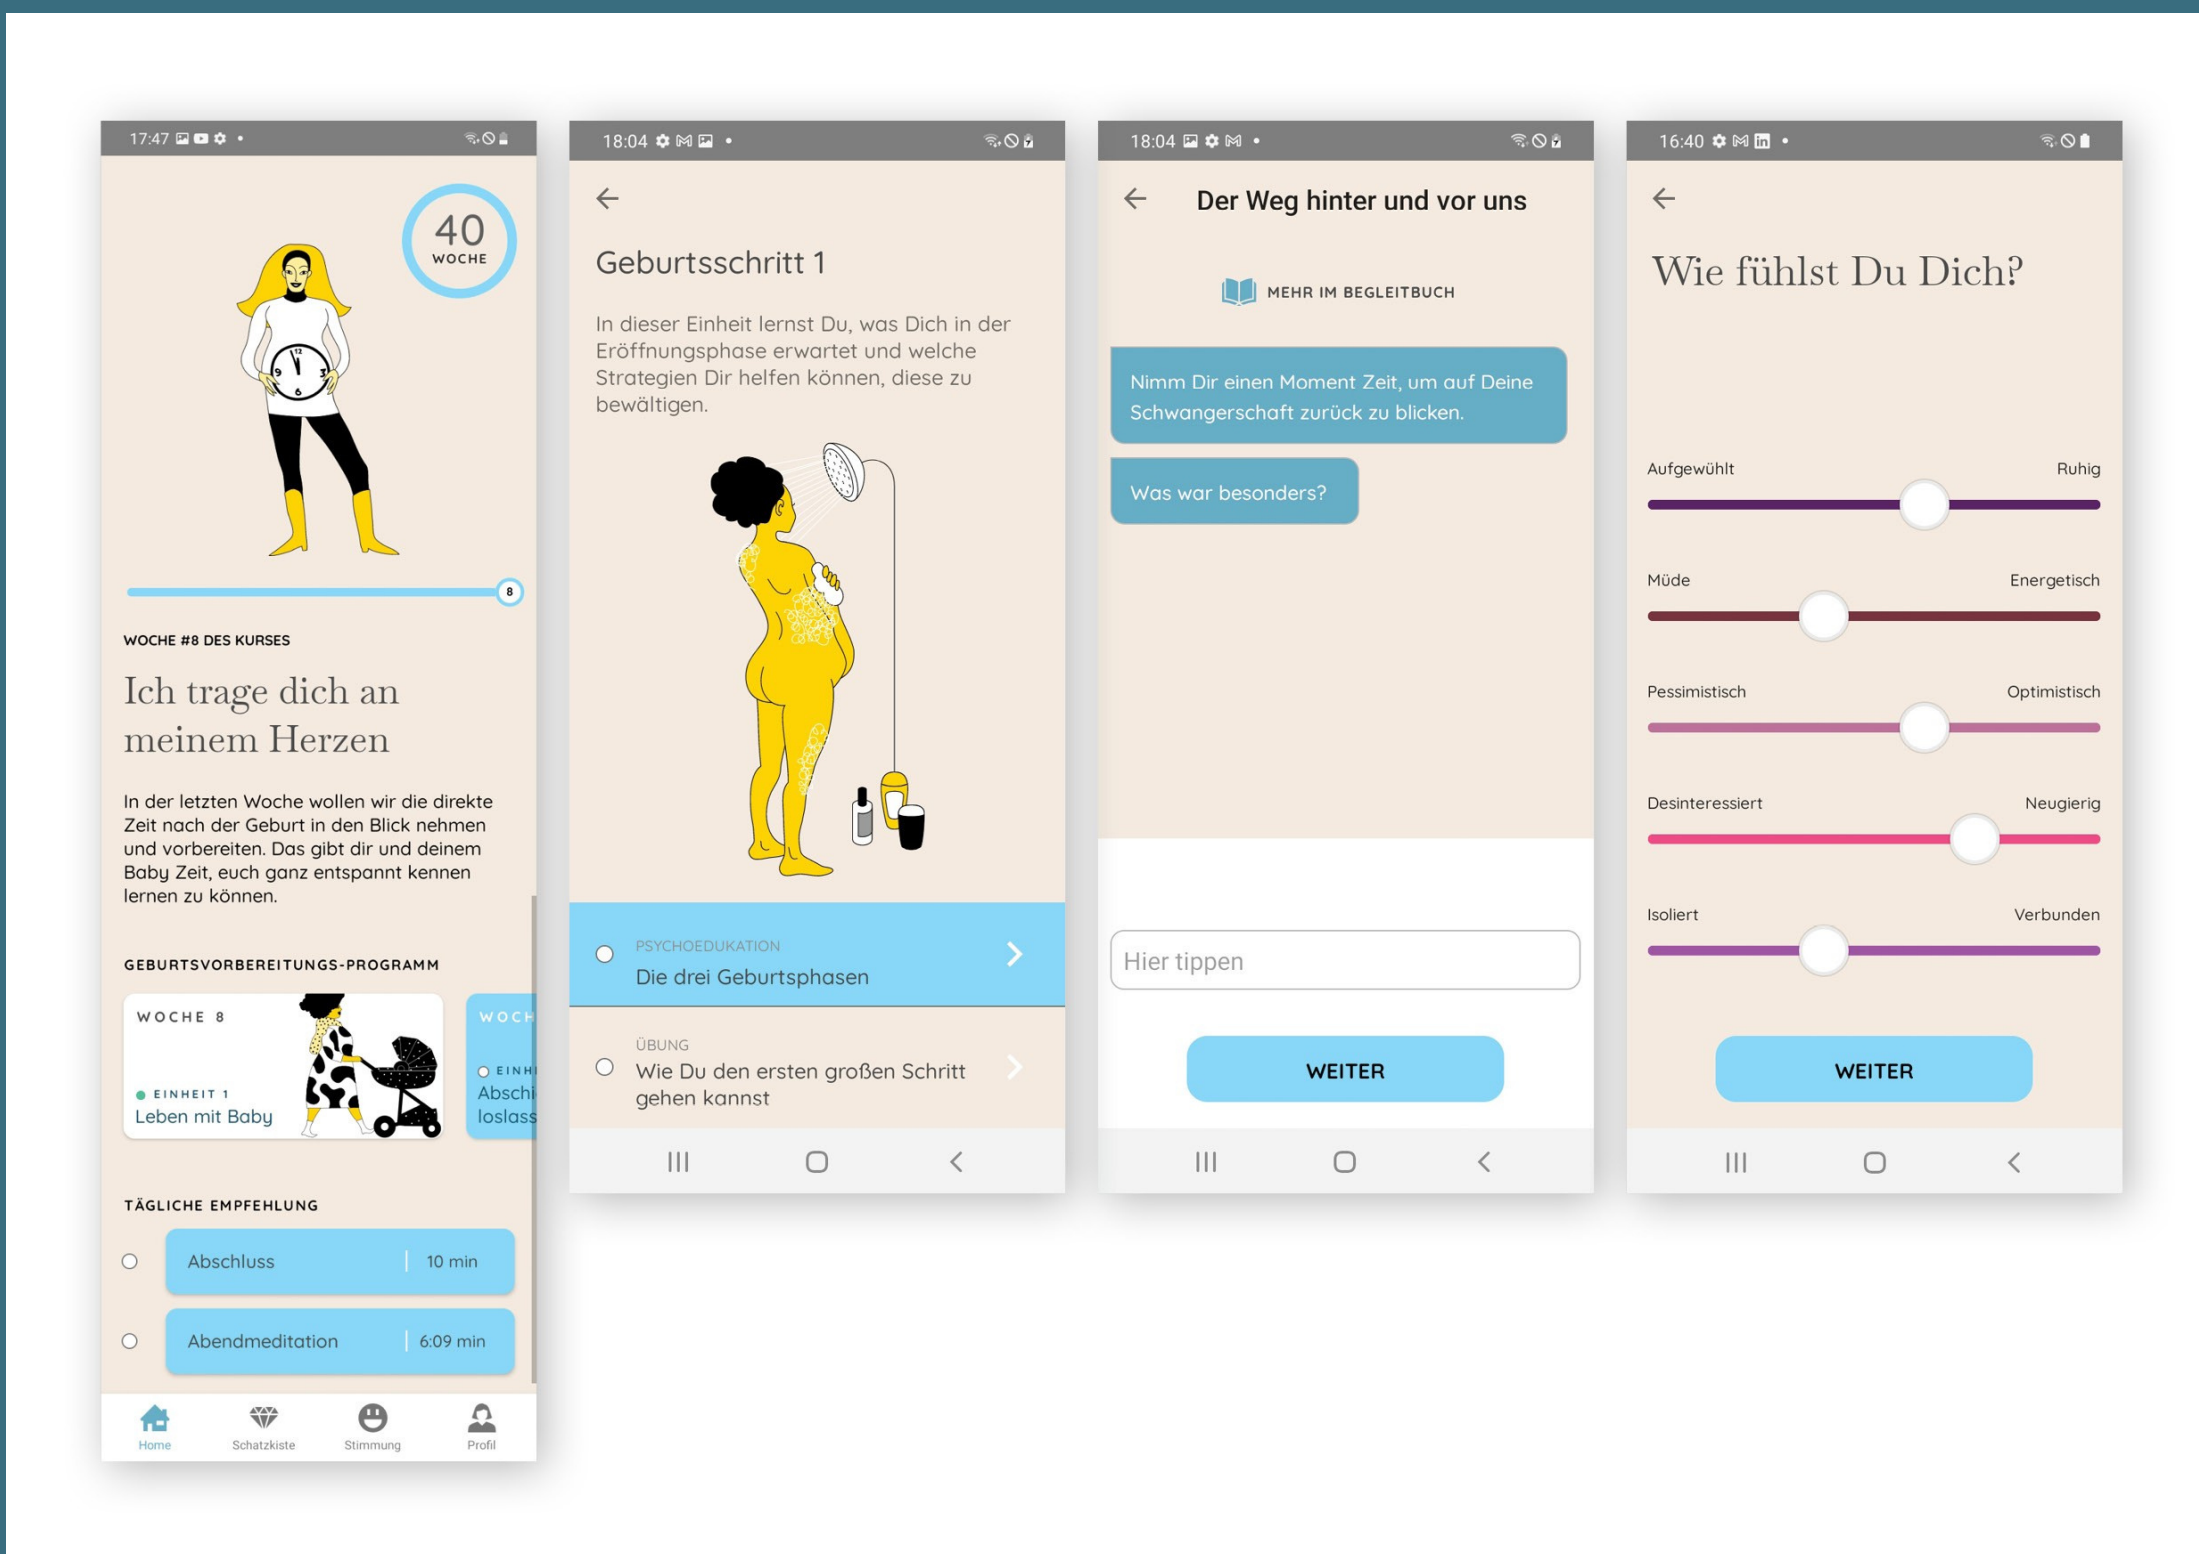 17:47
40
WOCHE
12
9
3
6
8
WOCHE #8 DES KURSES
Ich trage dich an
meinem Herzen
In der letzten Woche wollen wir die direkte
Zeit nach der Geburt in den Blick nehmen
und vorbereiten. Das gibt dir und deinem
Baby Zeit, euch ganz entspannt kennen
lernen zu können.
GEBURTSVORBEREITUNGS-PROGRAMM
WOCHE 8
EINHEIT 1
Leben mit Baby
WOCH
EINH
Abschi
loslass
TÄGLICHE EMPFEHLUNG
Abschluss 10 min
Abendmeditation 6:09 min
Home Schatzkiste Stimmung Profil
18:04
Geburtsschritt 1
In dieser Einheit lernst Du, was Dich in der
Eröffnungsphase erwartet und welche
Strategien Dir helfen können, diese zu
bewältigen.
PSYCHOEDUKATION
Die drei Geburtsphasen
ÜBUNG
Wie Du den ersten großen Schritt
gehen kannst
18:04
Der Weg hinter und vor uns
MEHR IM BEGLEITBUCH
Nimm Dir einen Moment Zeit, um auf Deine
Schwangerschaft zurück zu blicken.
Was war besonders?
Hier tippen
WEITER
16:40
Wie fühlst Du Dich?
Aufgewühlt Ruhig
Müde Energetisch
Pessimistisch Optimistisch
Desinteressiert Neugierig
Isoliert Verbunden
WEITER